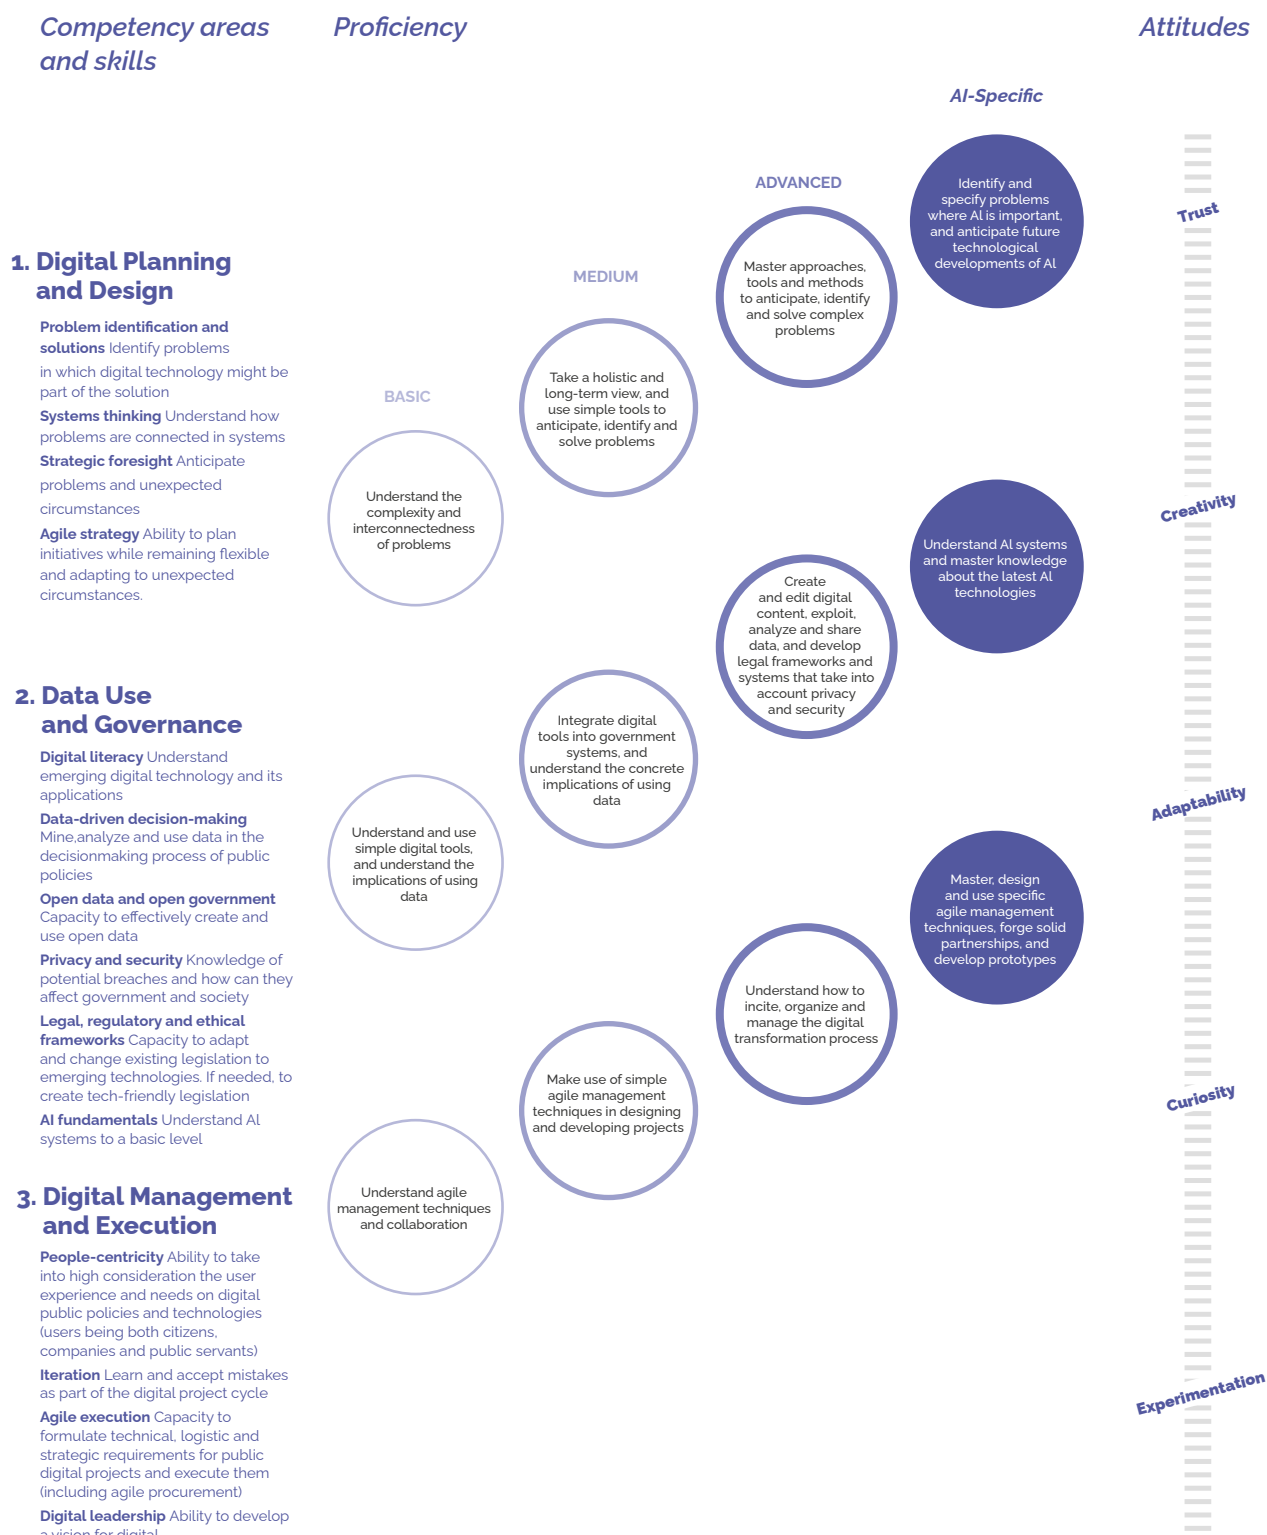 Competency areas
and skills
Proficiency
Attitudes
AI-Specific
ADVANCED
MEDIUM
BASIC
1. Digital Planning
and Design
Problem identification and
solutions Identify problems
in which digital technology might be
part of the solution
Systems thinking Understand how
problems are connected in systems
Strategic foresight Anticipate
problems and unexpected
circumstances
Agile strategy Ability to plan
initiatives while remaining flexible
and adapting to unexpected
circumstances.
Understand the
complexity and
interconnectedness
of problems
Take a holistic and
long-term view, and
use simple tools to
anticipate, identify and
solve problems
Master approaches,
tools and methods
to anticipate, identify
and solve complex
problems
Identify and
specify problems
where AI is important,
and anticipate future
technological
developments of AI
2. Data Use
and Governance
Digital literacy Understand
emerging digital technology and its
applications
Data-driven decision-making
Mine,analyze and use data in the
decisionmaking process of public
policies
Open data and open government
Capacity to effectively create and
use open data
Privacy and security Knowledge of
potential breaches and how can they
affect government and society
Legal, regulatory and ethical
frameworks Capacity to adapt
and change existing legislation to
emerging technologies. If needed, to
create tech-friendly legislation
AI fundamentals Understand AI
systems to a basic level
Understand and use
simple digital tools,
and understand the
implications of using
data
Integrate digital
tools into government
systems, and
understand the concrete
implications of using
data
Create
and edit digital
content, exploit,
analyze and share
data, and develop
legal frameworks and
systems that take into
account privacy
and security
Understand AI systems
and master knowledge
about the latest AI
technologies
3. Digital Management
and Execution
People-centricity Ability to take
into high consideration the user
experience and needs on digital
public policies and technologies
(users being both citizens,
companies and public servants)
Iteration Learn and accept mistakes
as part of the digital project cycle
Agile execution Capacity to
formulate technical, logistic and
strategic requirements for public
digital projects and execute them
(including agile procurement)
Digital leadership Ability to develop
a vision for digital
Understand agile
management techniques
and collaboration
Make use of simple
agile management
techniques in designing
and developing projects
Understand how to
incite, organize and
manage the digital
transformation process
Master, design
and use specific
agile management
techniques, forge solid
partnerships, and
develop prototypes
Trust
Creativity
Adaptability
Curiosity
Experimentation